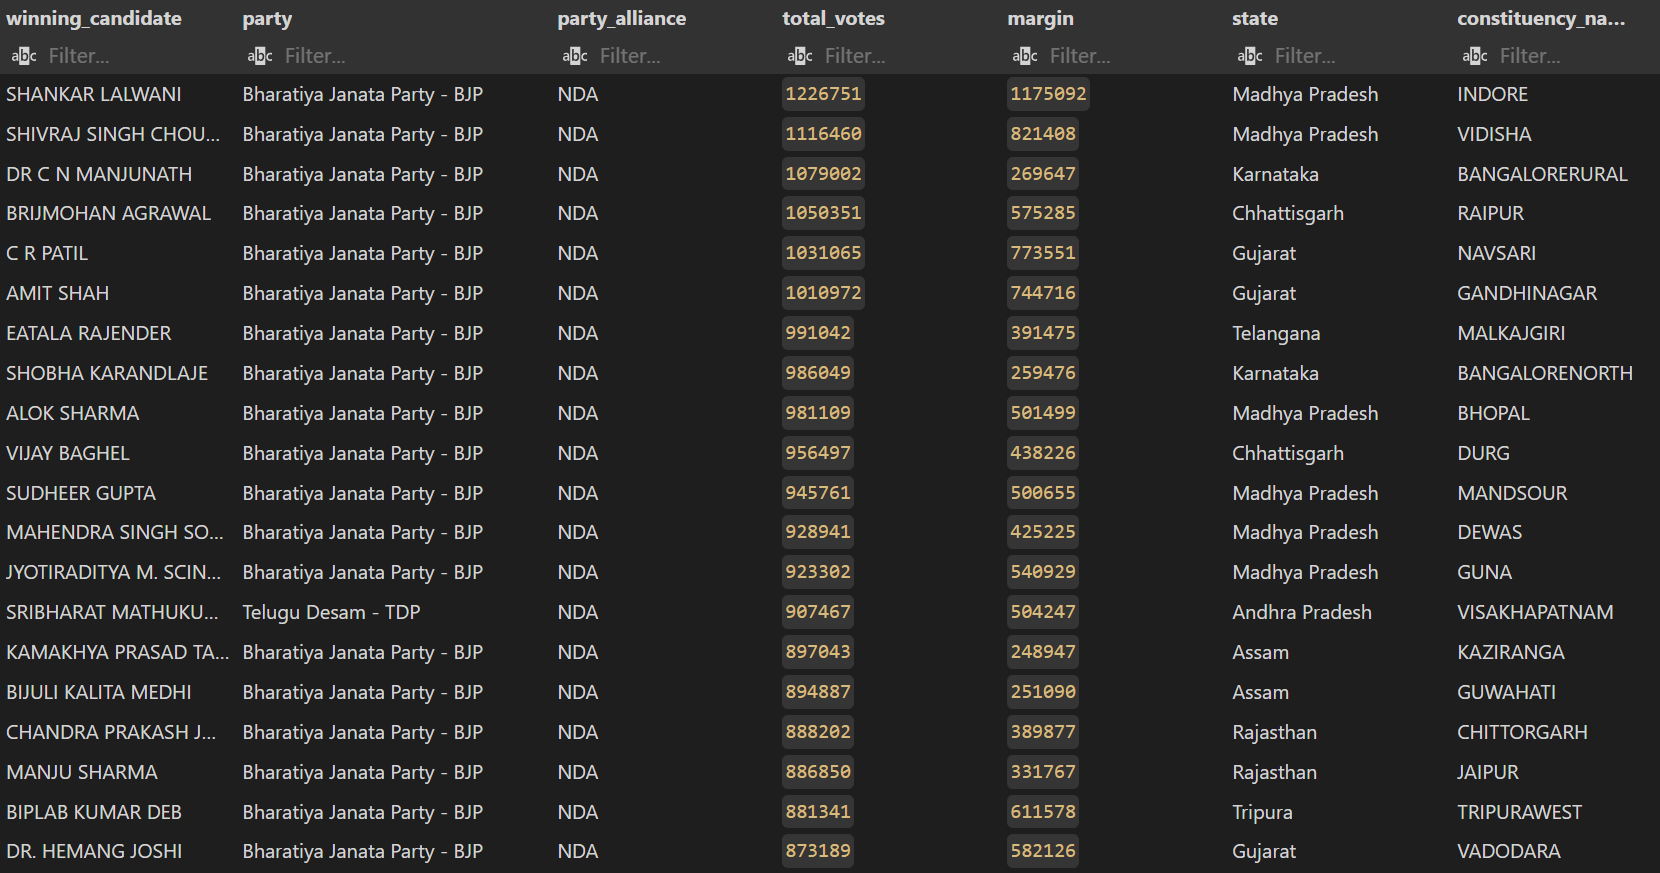 winning_candidate party party_alliance total_votes margin state constituency_na...
abc Filter... abc Filter... abc Filter... abc Filter... abc Filter... abc Filter... abc Filter...
SHANKAR LALWANI Bharatiya Janata Party - BJP NDA 1226751 1175092 Madhya Pradesh INDORE
SHIVRAJ SINGH CHOU... Bharatiya Janata Party - BJP NDA 1116460 821408 Madhya Pradesh VIDISHA
DR C N MANJUNATH Bharatiya Janata Party - BJP NDA 1079002 269647 Karnataka BANGALORERURAL
BRIJMOHAN AGRAWAL Bharatiya Janata Party - BJP NDA 1050351 575285 Chhattisgarh RAIPUR
C R PATIL Bharatiya Janata Party - BJP NDA 1031065 773551 Gujarat NAVSARI
AMIT SHAH Bharatiya Janata Party - BJP NDA 1010972 744716 Gujarat GANDHINAGAR
EATALA RAJENDER Bharatiya Janata Party - BJP NDA 991042 391475 Telangana MALKAJGIRI
SHOBHA KARANDLAJE Bharatiya Janata Party - BJP NDA 986049 259476 Karnataka BANGALORENORTH
ALOK SHARMA Bharatiya Janata Party - BJP NDA 981109 501499 Madhya Pradesh BHOPAL
VIJAY BAGHEL Bharatiya Janata Party - BJP NDA 956497 438226 Chhattisgarh DURG
SUDHEER GUPTA Bharatiya Janata Party - BJP NDA 945761 500655 Madhya Pradesh MANDSOUR
MAHENDRA SINGH SO... Bharatiya Janata Party - BJP NDA 928941 425225 Madhya Pradesh DEWAS
JYOTIRADITYA M. SCIN... Bharatiya Janata Party - BJP NDA 923302 540929 Madhya Pradesh GUNA
SRIBHARAT MATHUKU... Telugu Desam - TDP NDA 907467 504247 Andhra Pradesh VISAKHAPATNAM
KAMAKHYA PRASAD TA... Bharatiya Janata Party - BJP NDA 897043 248947 Assam KAZIRANGA
BIJULI KALITA MEDHI Bharatiya Janata Party - BJP NDA 894887 251090 Assam GUWAHATI
CHANDRA PRAKASH J... Bharatiya Janata Party - BJP NDA 888202 389877 Rajasthan CHITTORGARH
MANJU SHARMA Bharatiya Janata Party - BJP NDA 886850 331767 Rajasthan JAIPUR
BIPLAB KUMAR DEB Bharatiya Janata Party - BJP NDA 881341 611578 Tripura TRIPURAWEST
DR. HEMANG JOSHI Bharatiya Janata Party - BJP NDA 873189 582126 Gujarat VADODARA